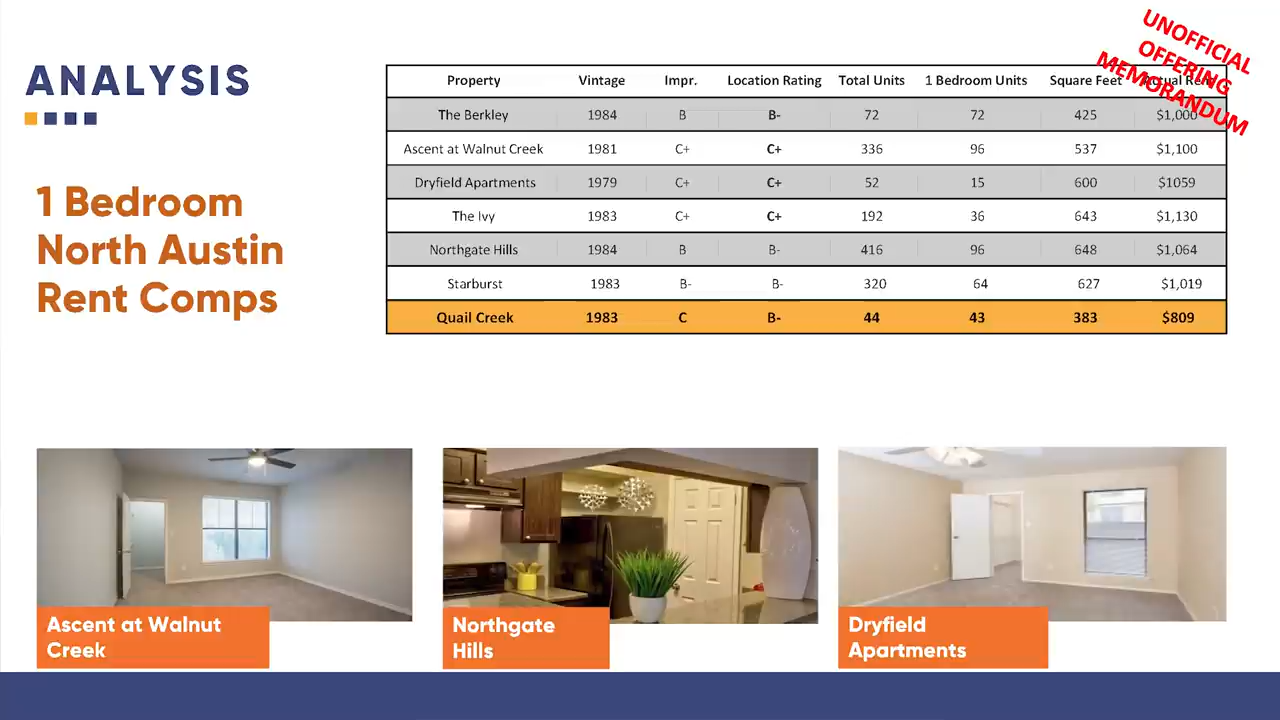 UNOFFICIAL
OFFERING
MEMORANDUM
ANALYSIS
1 Bedroom
North Austin
Rent Comps
Property Vintage Impr. Location Rating Total Units 1 Bedroom Units Square Feet Actual Rent
The Berkley 1984 B B- 72 72 425 $1,000
Ascent at Walnut Creek 1981 C+ C+ 336 96 537 $1,100
Dryfield Apartments 1979 C+ C+ 52 15 600 $1059
The Ivy 1983 C+ C+ 192 36 643 $1,130
Northgate Hills 1984 B B- 416 96 648 $1,064
Starburst 1983 B- B- 320 64 627 $1,019
Quail Creek 1983 C B- 44 43 383 $809
Ascent at Walnut
Creek
Northgate
Hills
Dryfield
Apartments